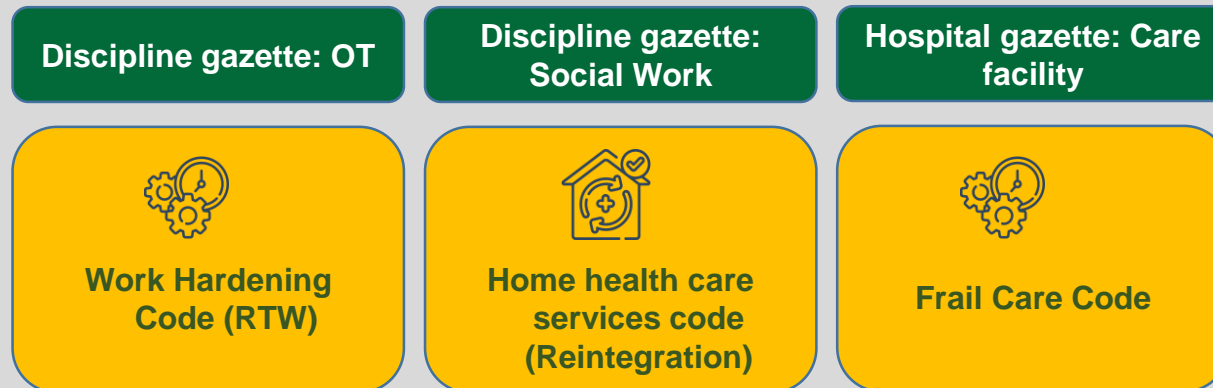 Discipline gazette: OT
Discipline gazette:
Social Work
Hospital gazette: Care
facility
Work Hardening
Code (RTW)
Home health care
services code
(Reintegration)
Frail Care Code